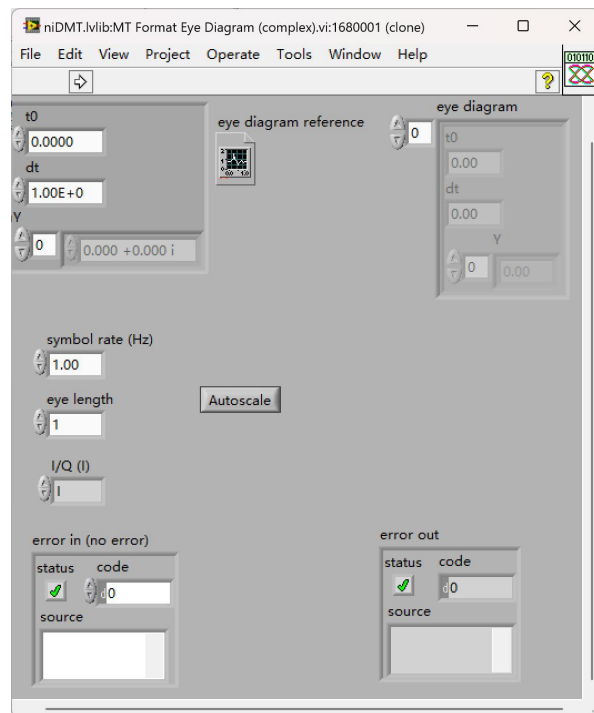 niDMT.lvlib:MT Format Eye Diagram (complex).vi:1680001 (clone)
File Edit View Project Operate Tools Window Help
010110
t0
0.0000
dt
1.00E+0
Y
0
0.000 +0.000 i
eye diagram reference
eye diagram
0
t0
0.00
dt
0.00
Y
0
0.00
symbol rate (Hz)
1.00
eye length
1
Autoscale
I/Q (I)
I
error in (no error)
status code
d0
source
error out
status code
d0
source